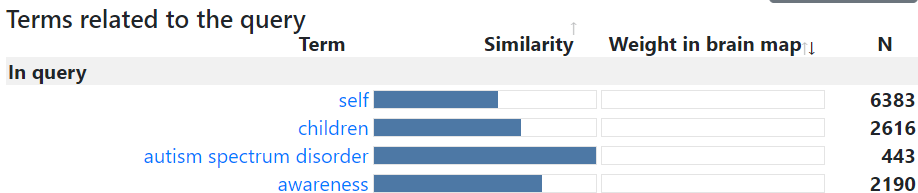 Terms related to the query
Term Similarity↑ Weight in brain map↑↓ N
In query
self 6383
children 2616
autism spectrum disorder 443
awareness 2190